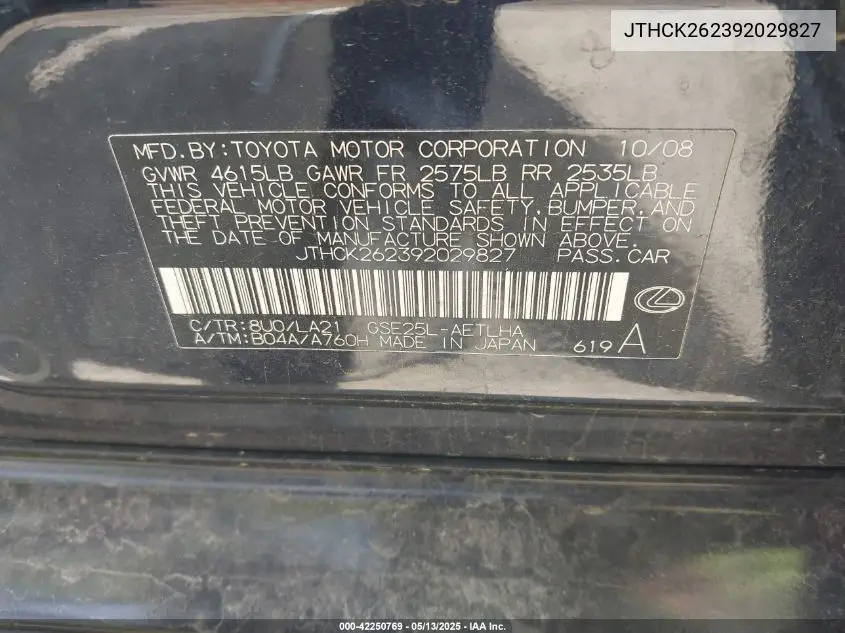 JTHCK262392029827
MFD.BY:TOYOTA MOTOR CORPORATION 10/08
GVWR 4615LB GAWR FR 2575LB RR 2535LB
THIS VEHICLE CONFORMS TO ALL APPLICABLE
FEDERAL MOTOR VEHICLE SAFETY,BUMPER,AND
THEFT PREVENTION STANDARDS IN EFFECT ON
THE DATE OF MANUFACTURE SHOWN ABOVE.
JTHCK262392029827 PASS.CAR
C/TR:8U0/LA21 GSE25L-AETLHA
A/TM:B04A/A760H MADE IN JAPAN 619 A
000-42250769 - 05/13/2025 - IAA Inc.